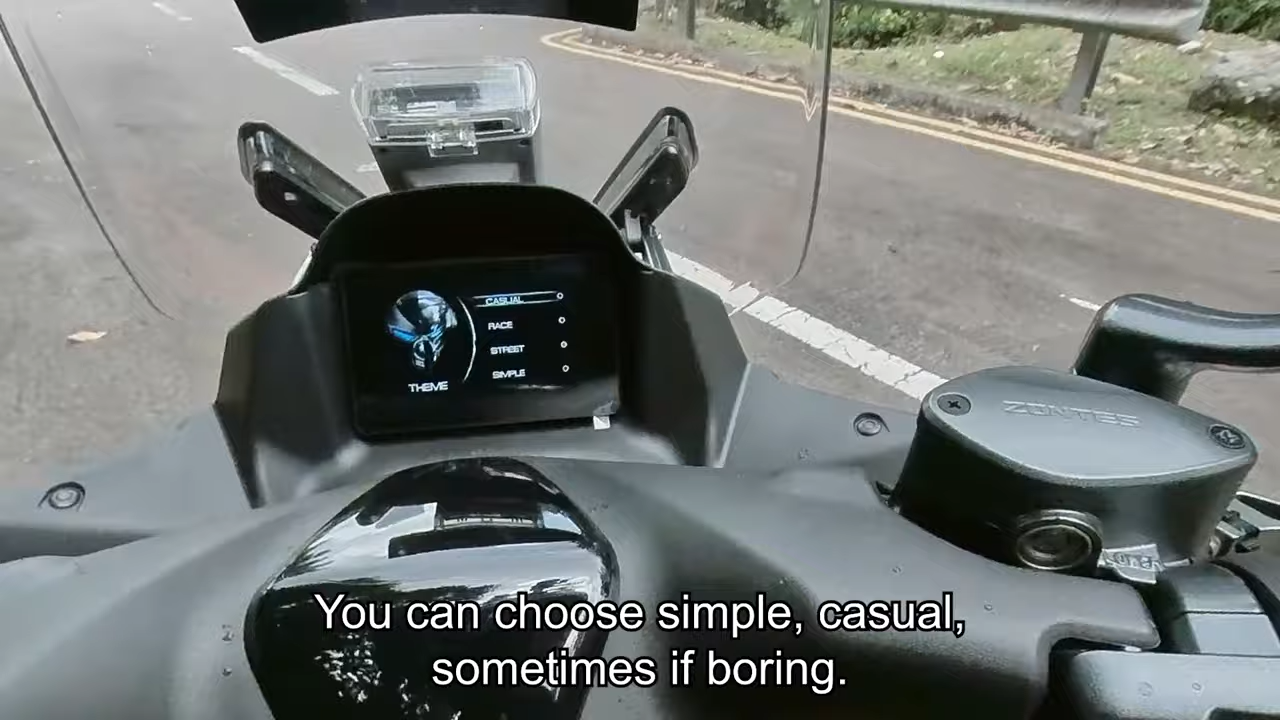 CASUAL
RACE
STREET
SIMPLE
THEME
ZONTES
You can choose simple, casual,
sometimes if boring.